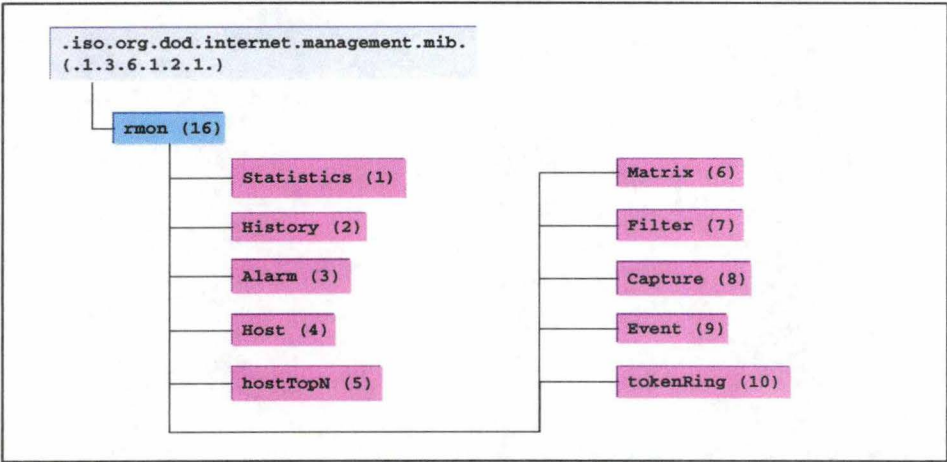 .iso.org.dod.internet.management.mib.
(.1.3.6.1.2.1.)
rmon (16)
Statistics (1)
History (2)
Alarm (3)
Host (4)
hostTopN (5)
Matrix (6)
Filter (7)
Capture (8)
Event (9)
tokenRing (10)